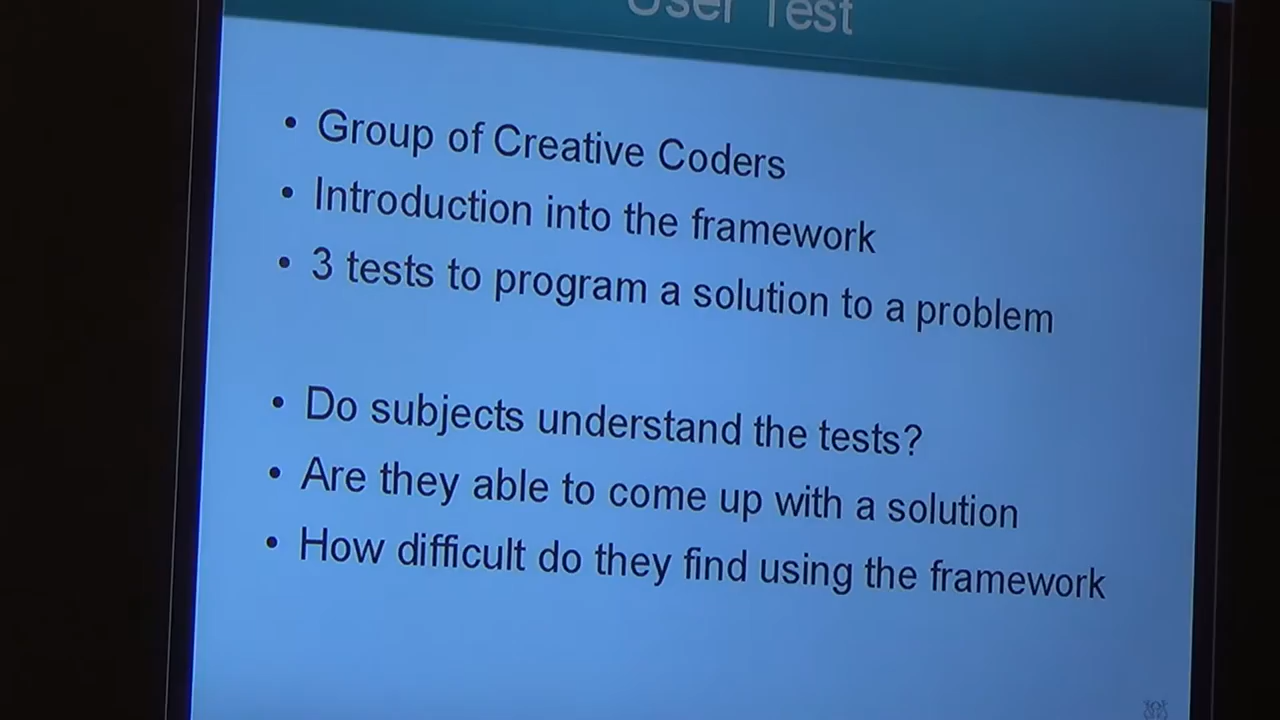 User Test
• Group of Creative Coders
• Introduction into the framework
• 3 tests to program a solution to a problem
• Do subjects understand the tests?
• Are they able to come up with a solution
• How difficult do they find using the framework